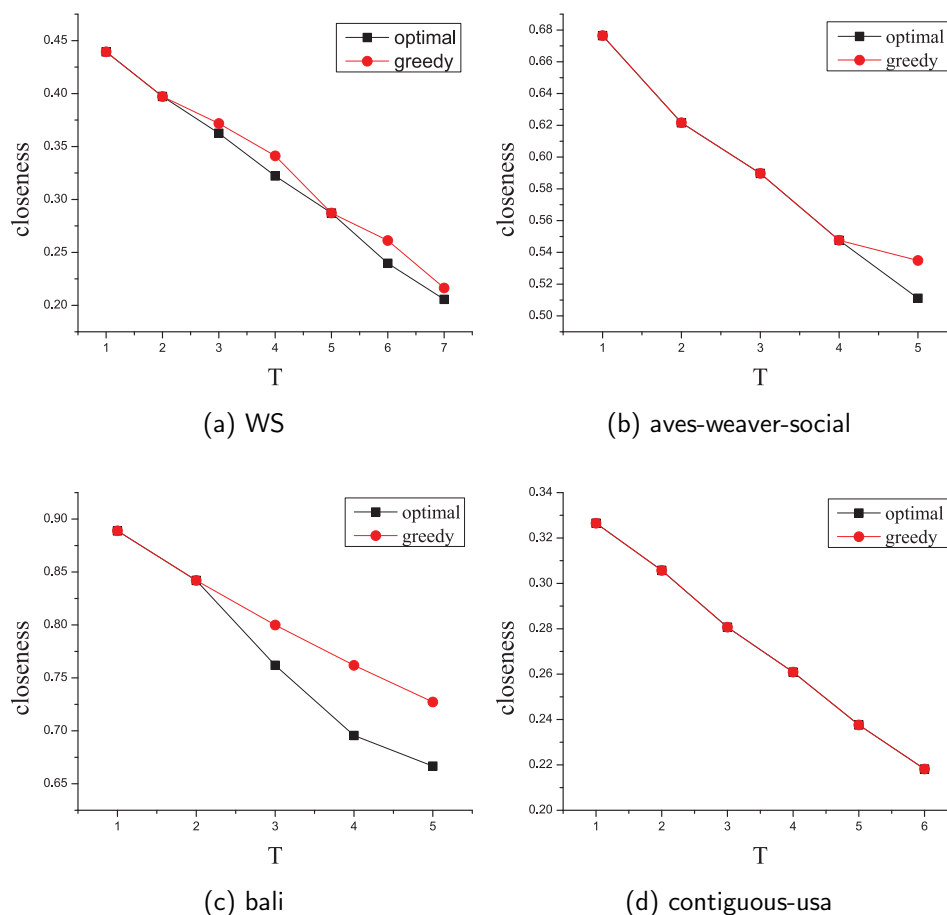 optimal
greedy
closeness
0.45
0.40
0.35
0.30
0.25
0.20
1 2 3 4 5 6 7
T
(a) WS
optimal
greedy
closeness
0.68
0.66
0.64
0.62
0.60
0.58
0.56
0.54
0.52
0.50
1 2 3 4 5
T
(b) aves-weaver-social
optimal
greedy
closeness
0.90
0.85
0.80
0.75
0.70
0.65
1 2 3 4 5
T
(c) bali
optimal
greedy
closeness
0.34
0.32
0.30
0.28
0.26
0.24
0.22
0.20
1 2 3 4 5 6
T
(d) contiguous-usa